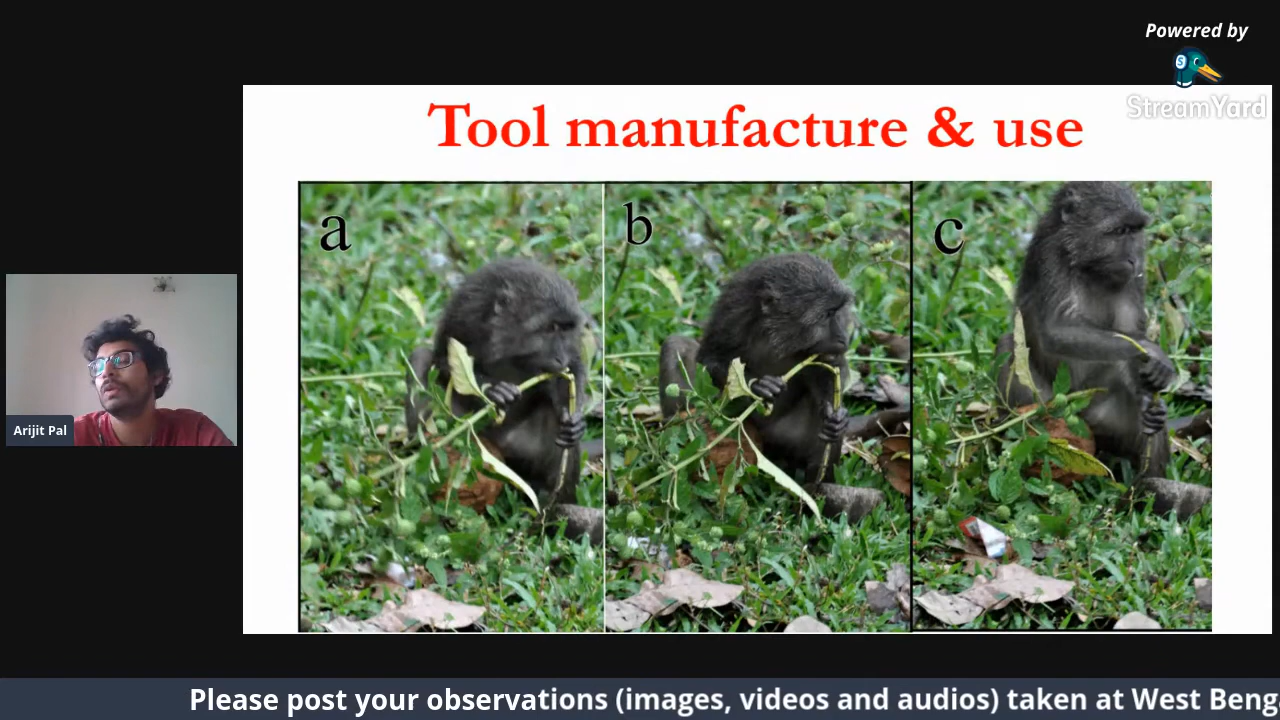 Powered by
StreamYard
Tool manufacture & use
a
b
c
Arijit Pal
Please post your observations (images, videos and audios) taken at West Beng